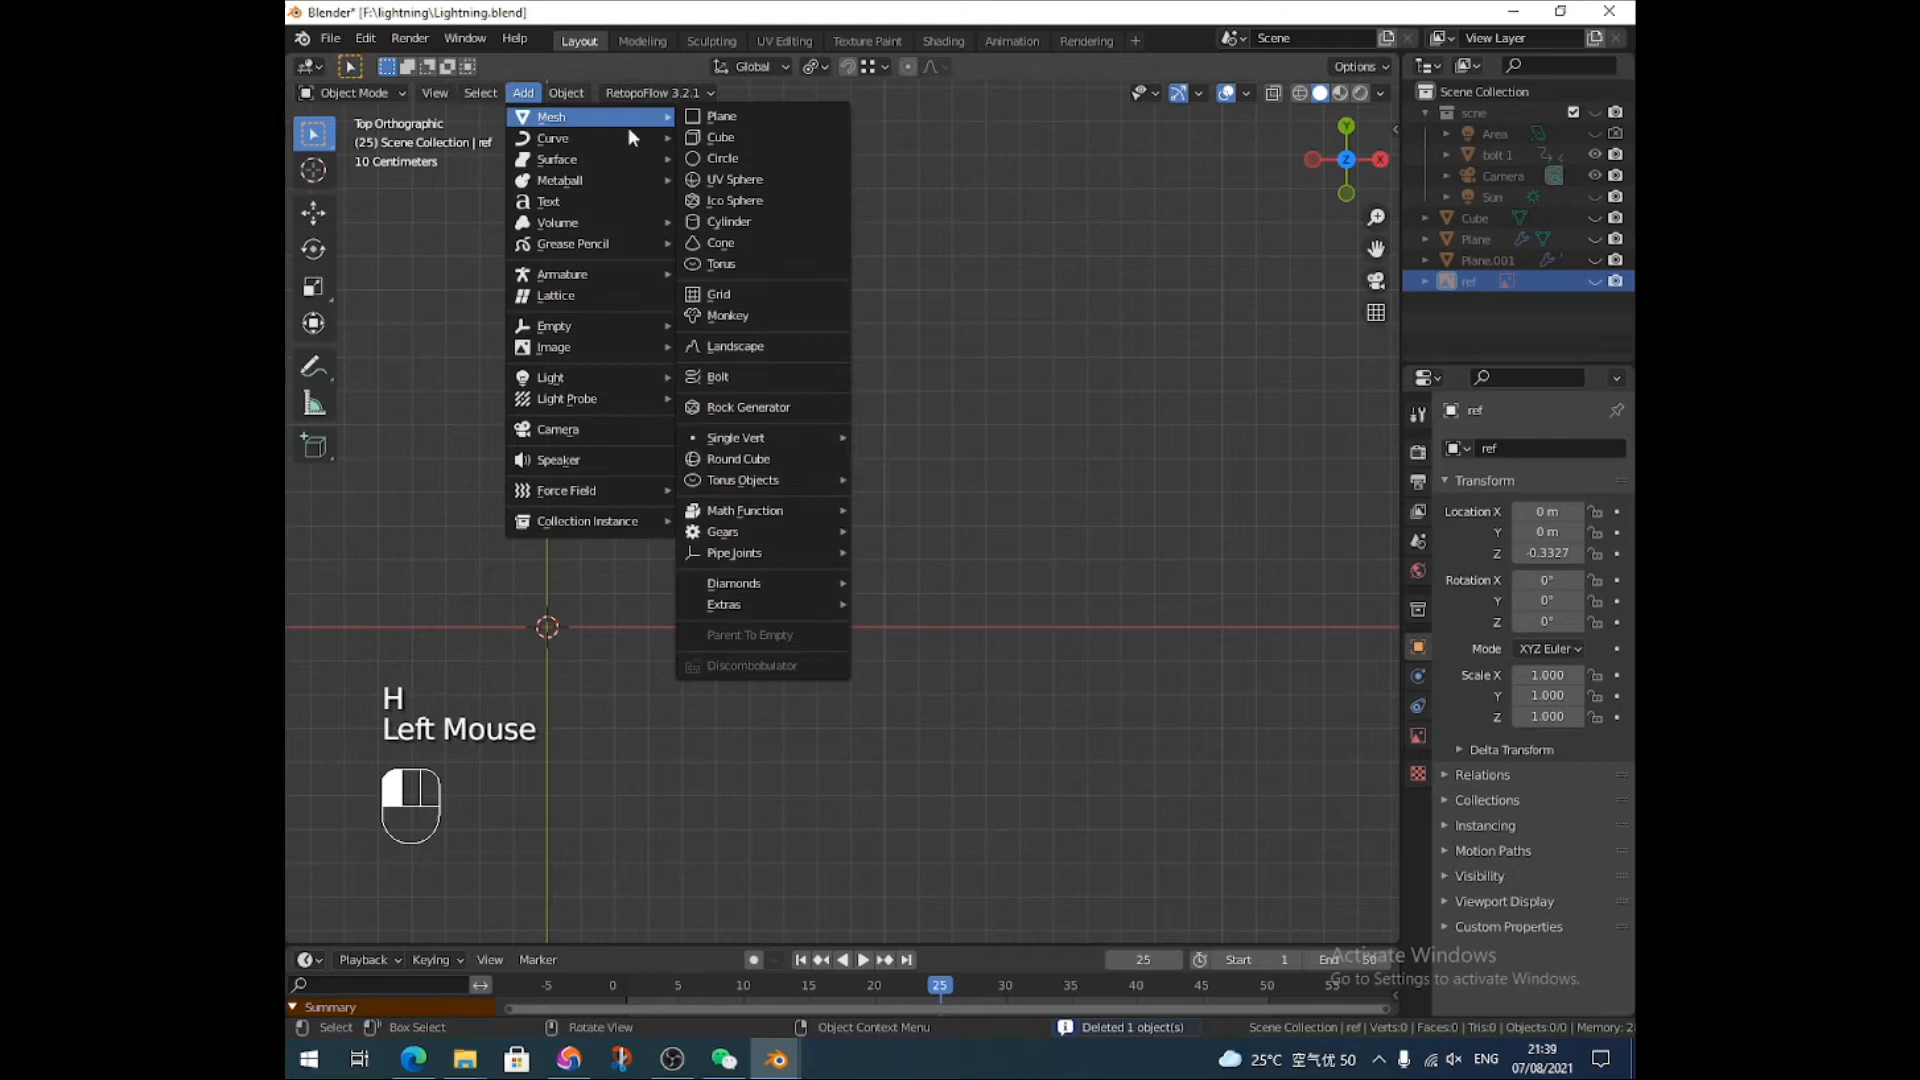 Blender* [F:\lightning\Lightning.blend]
File Edit Render Window Help Layout Modeling Sculpting UV Editing Texture Paint Shading Animation Rendering + Scene View Layer
Global Options
Object Mode View Select Add Object RetopoFlow 3.2.1
Top Orthographic
(25) Scene Collection | ref
10 Centimeters
Mesh
Curve
Surface
Metaball
Text
Volume
Grease Pencil
Armature
Lattice
Empty
Image
Light
Light Probe
Camera
Speaker
Force Field
Collection Instance
Plane
Cube
Circle
UV Sphere
Ico Sphere
Cylinder
Cone
Torus
Grid
Monkey
Landscape
Bolt
Rock Generator
Single Vert
Round Cube
Torus Objects
Math Function
Gears
Pipe Joints
Diamonds
Extras
Parent To Empty
Discombobulator
Y
Z X
H
Left Mouse
Scene Collection
scne
Area
bolt 1
Camera
Sun
Cube
Plane
Plane.001
ref
ref
ref
Transform
Location X 0 m
Y 0 m
Z -0.3327
Rotation X 0°
Y 0°
Z 0°
Mode XYZ Euler
Scale X 1.000
Y 1.000
Z 1.000
Delta Transform
Relations
Collections
Instancing
Motion Paths
Visibility
Viewport Display
Custom Properties
Activate Windows
Go to Settings to activate Windows.
Playback Keying View Marker 25 Start 1 End 50
-5 0 5 10 15 20 25 30 35 40 45 50 55
Summary
Select Box Select Rotate View Object Context Menu Deleted 1 object(s) Scene Collection | ref | Verts:0 | Faces:0 | Tris:0 | Objects:0/0 | Memory: 2
25°C 空气优 50 ENG 21:39
07/08/2021